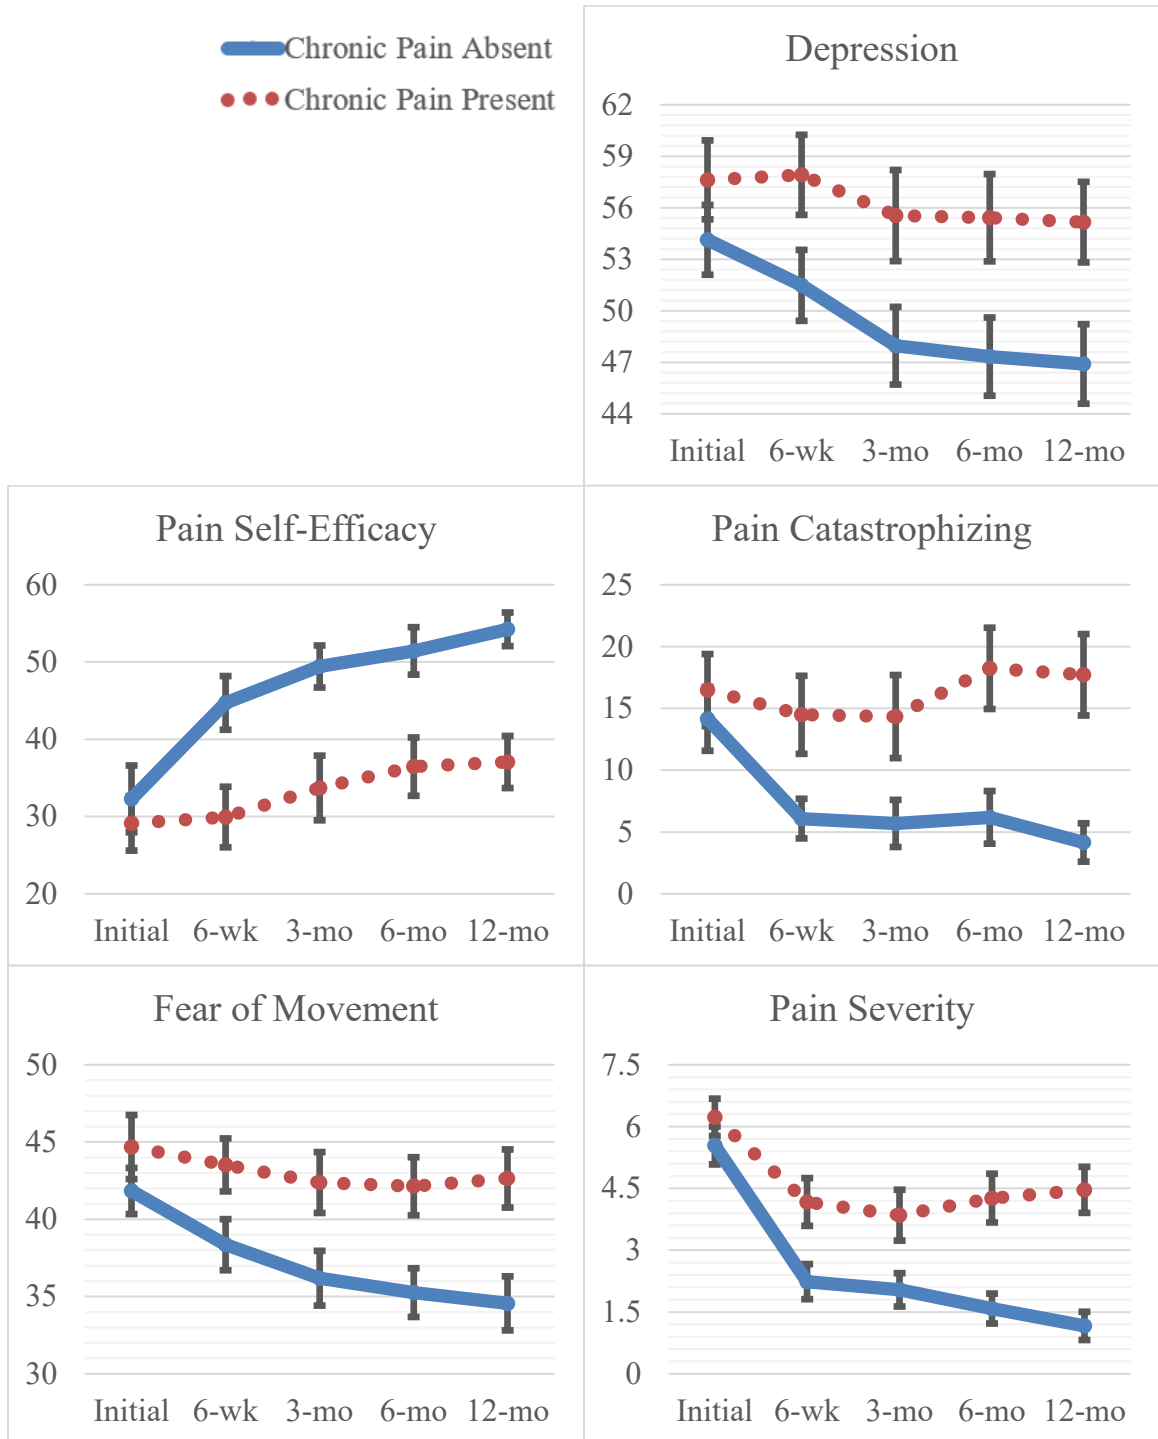 Chronic Pain Absent
Chronic Pain Present
Depression
62
59
56
53
50
47
44
Initial 6-wk 3-mo 6-mo 12-mo
Pain Self-Efficacy
60
50
40
30
20
Initial 6-wk 3-mo 6-mo 12-mo
Pain Catastrophizing
25
20
15
10
5
0
Initial 6-wk 3-mo 6-mo 12-mo
Fear of Movement
50
45
40
35
30
Initial 6-wk 3-mo 6-mo 12-mo
Pain Severity
7.5
6
4.5
3
1.5
0
Initial 6-wk 3-mo 6-mo 12-mo